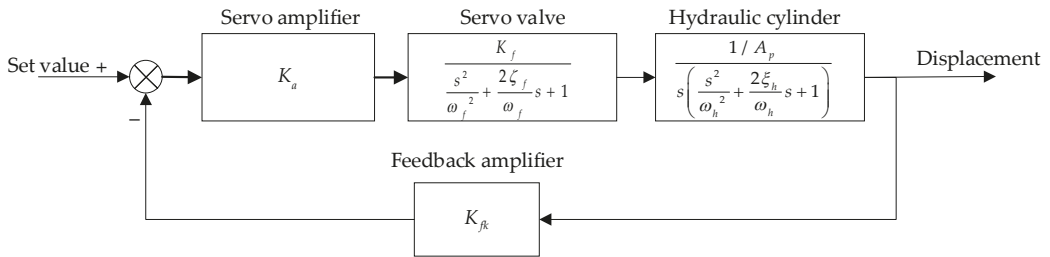 Servo amplifier
Servo valve
Hydraulic cylinder
Set value +
K_a
K_f
s^2/ω_f^2 + 2ζ_f/ω_f s + 1
1 / A_p
s(s^2/ω_h^2 + 2ξ_h/ω_h s + 1)
Displacement
−
Feedback amplifier
K_fk